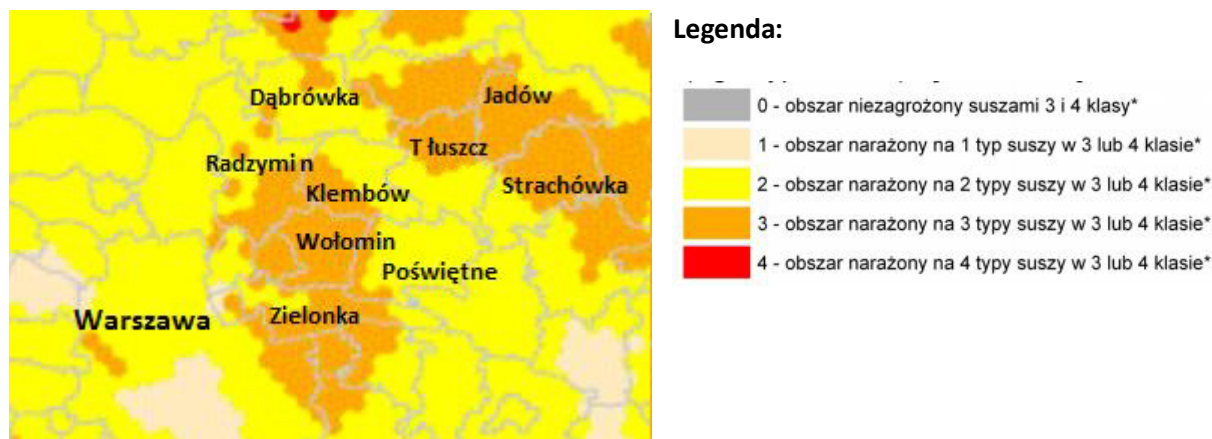 Legenda:
0 - obszar niezagrożony suszami 3 i 4 klasy*
1 - obszar narażony na 1 typ suszy w 3 lub 4 klasie*
2 - obszar narażony na 2 typy suszy w 3 lub 4 klasie*
3 - obszar narażony na 3 typy suszy w 3 lub 4 klasie*
4 - obszar narażony na 4 typy suszy w 3 lub 4 klasie*
Dąbrówka
Jadów
T łuszcz
Radzymin
Klembów
Strachówka
Wołomin
Poświętne
Zielonka
Warszawa